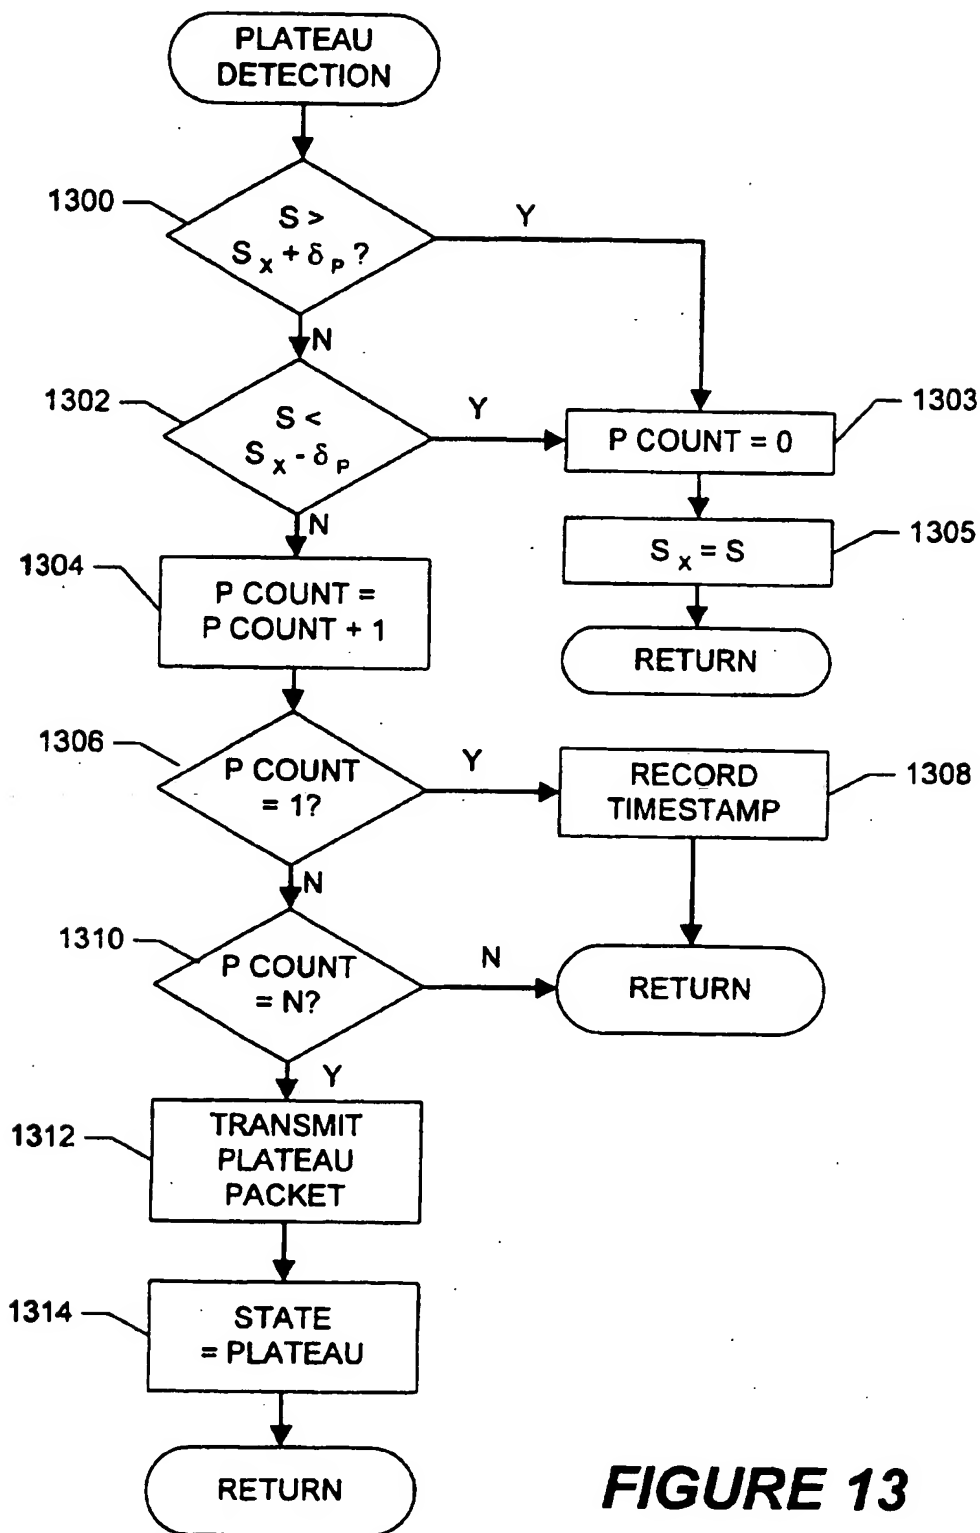 PLATEAU
DETECTION
1300
S >
S X + δ P ?
Y
N
1302
S <
S X - δ P
Y
1303
P COUNT = 0
N
1305
S X = S
1304
P COUNT =
P COUNT + 1
RETURN
1306
P COUNT
= 1?
Y
RECORD
TIMESTAMP
1308
N
1310
P COUNT
= N?
N
RETURN
Y
1312
TRANSMIT
PLATEAU
PACKET
1314
STATE
= PLATEAU
RETURN
FIGURE 13